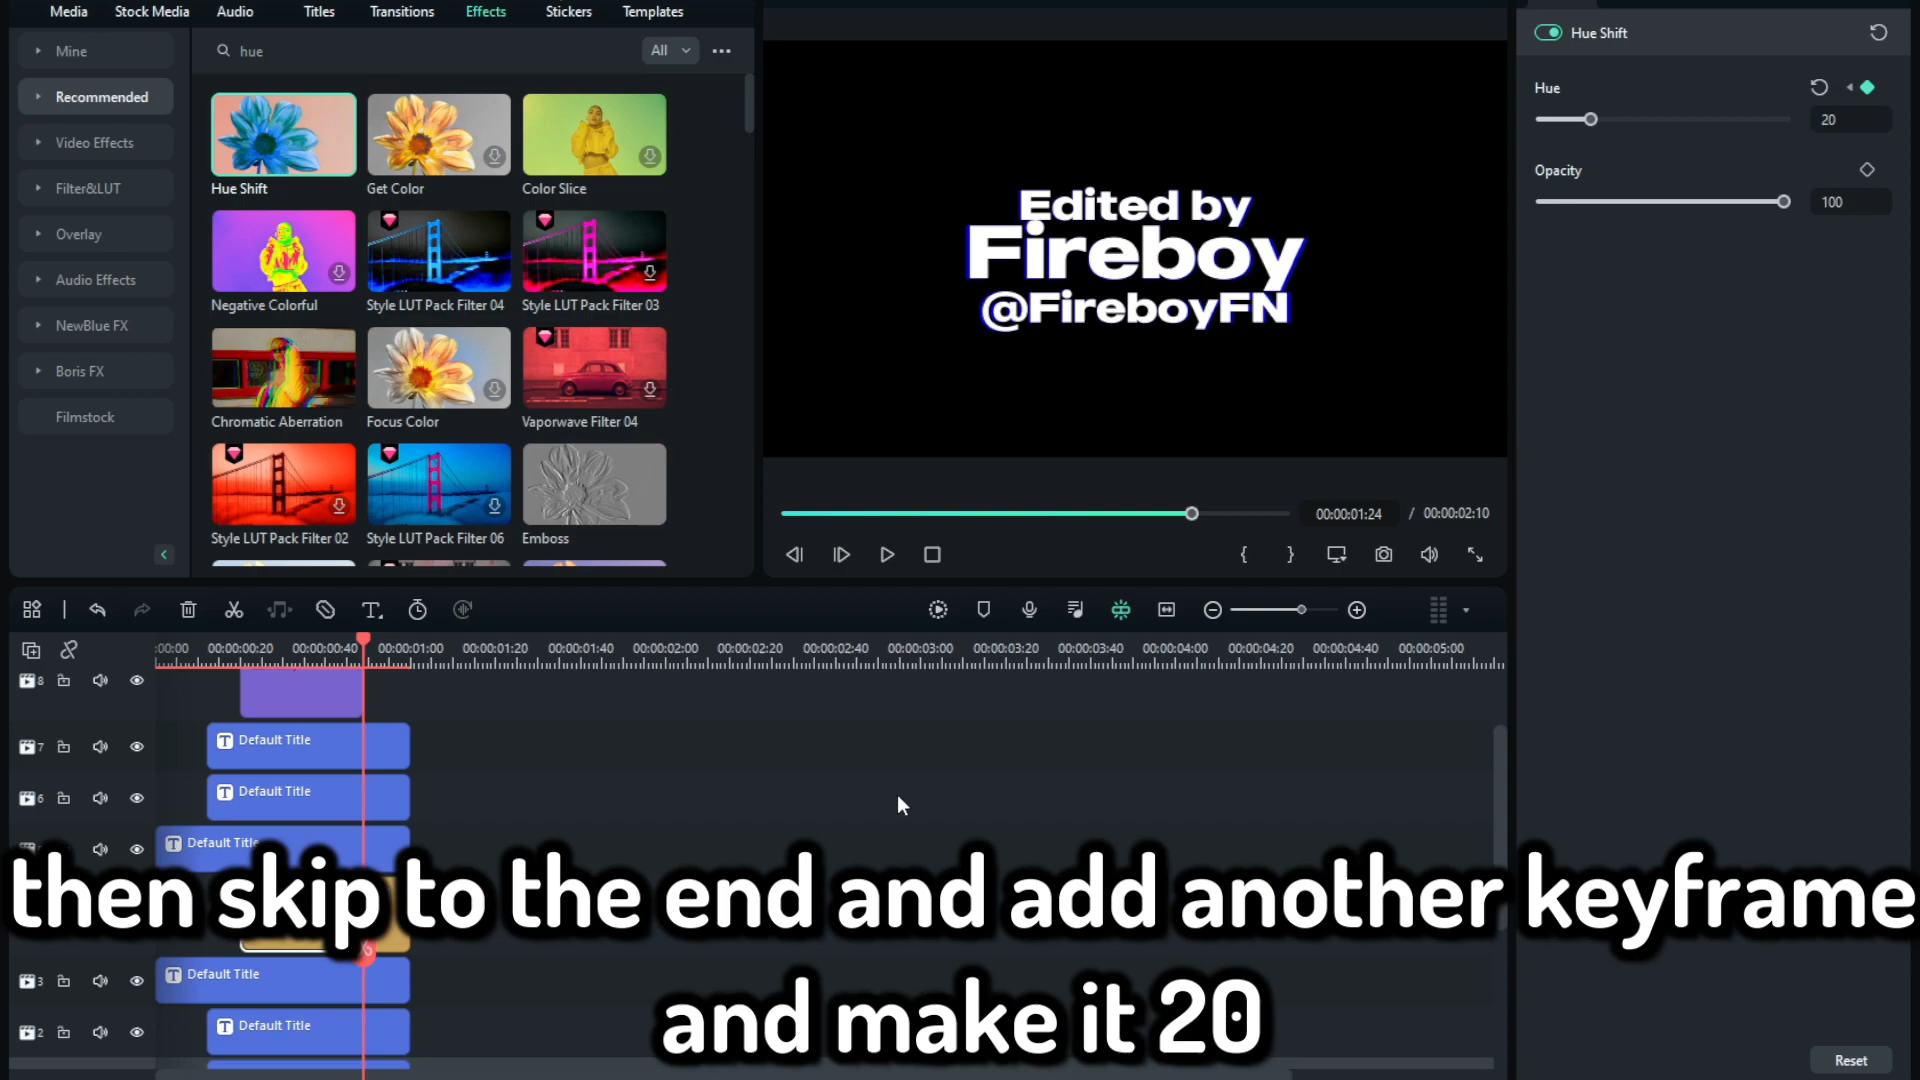 Media Stock Media Audio Titles Transitions Effects Stickers Templates
Mine
Recommended
Video Effects
Filter&LUT
Overlay
Audio Effects
NewBlue FX
Boris FX
Filmstock
hue
All
Hue Shift Get Color Color Slice
Negative Colorful Style LUT Pack Filter 04 Style LUT Pack Filter 03
Chromatic Aberration Focus Color Vaporwave Filter 04
Style LUT Pack Filter 02 Style LUT Pack Filter 06 Emboss
Edited by
Fireboy
@FireboyFN
00:00:01:24 / 00:00:02:10
Hue Shift
Hue
20
Opacity
100
:00:00 00:00:00:20 00:00:00:40 00:00:01:00 00:00:01:20 00:00:01:40 00:00:02:00 00:00:02:20 00:00:02:40 00:00:03:00 00:00:03:20 00:00:03:40 00:00:04:00 00:00:04:20 00:00:04:40 00:00:05:00
8
7 Default Title
6 Default Title
Default Title
then skip to the end and add another keyframe
3 Default Title
and make it 20
2 Default Title
Reset